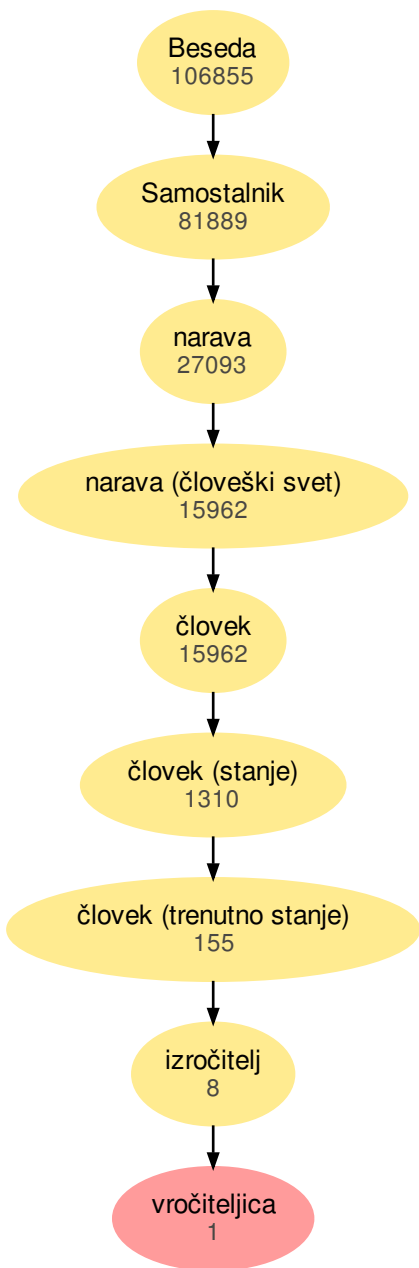 Beseda
106855
Samostalnik
81889
narava
27093
narava (človeški svet)
15962
človek
15962
človek (stanje)
1310
človek (trenutno stanje)
155
izročitelj
8
vročiteljica
1